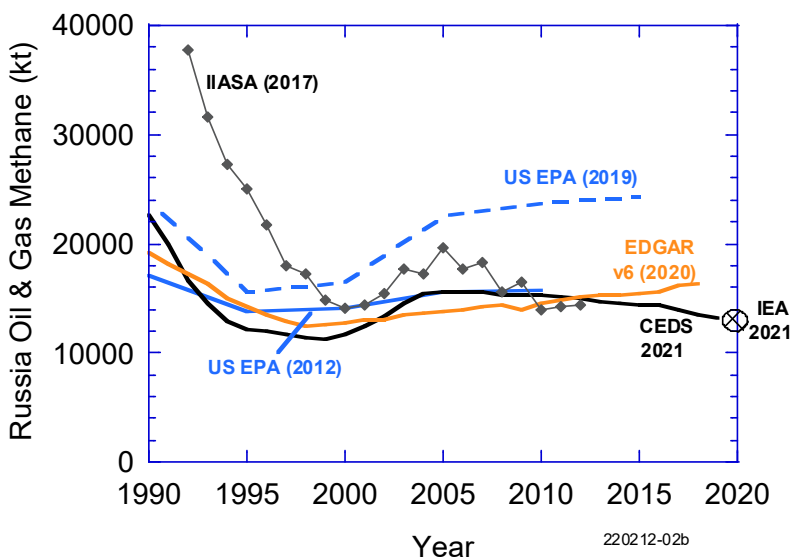 40000
30000
20000
10000
0
Russia Oil & Gas Methane (kt)
IIASA (2017)
US EPA (2019)
EDGAR
v6 (2020)
IEA
2021
CEDS
2021
US EPA (2012)
1990 1995 2000 2005 2010 2015 2020
Year
220212-02b